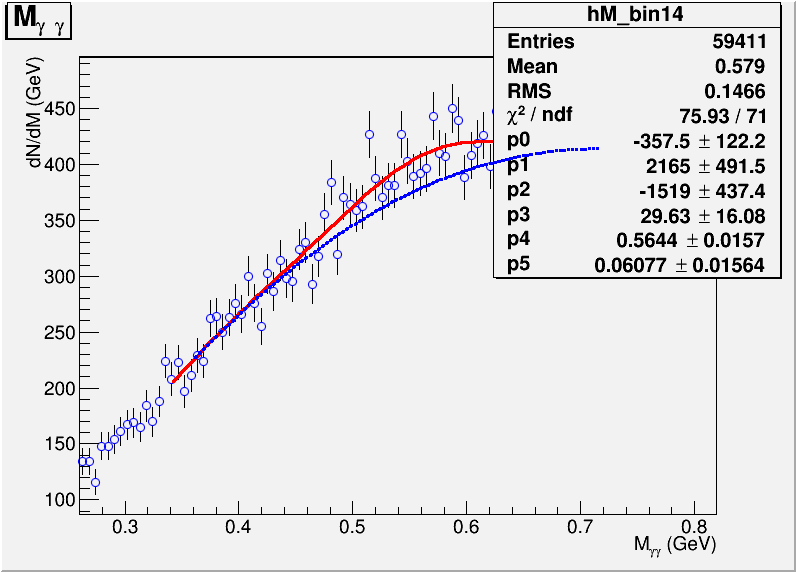 M γ γ
hM_bin14
Entries 59411
Mean 0.579
RMS 0.1466
χ² / ndf 75.93 / 71
p0 -357.5 ± 122.2
p1 2165 ± 491.5
p2 -1519 ± 437.4
p3 29.63 ± 16.08
p4 0.5644 ± 0.0157
p5 0.06077 ± 0.01564
dN/dM (GeV)
450
400
350
300
250
200
150
100
0.3 0.4 0.5 0.6 0.7 0.8
Mγγ (GeV)